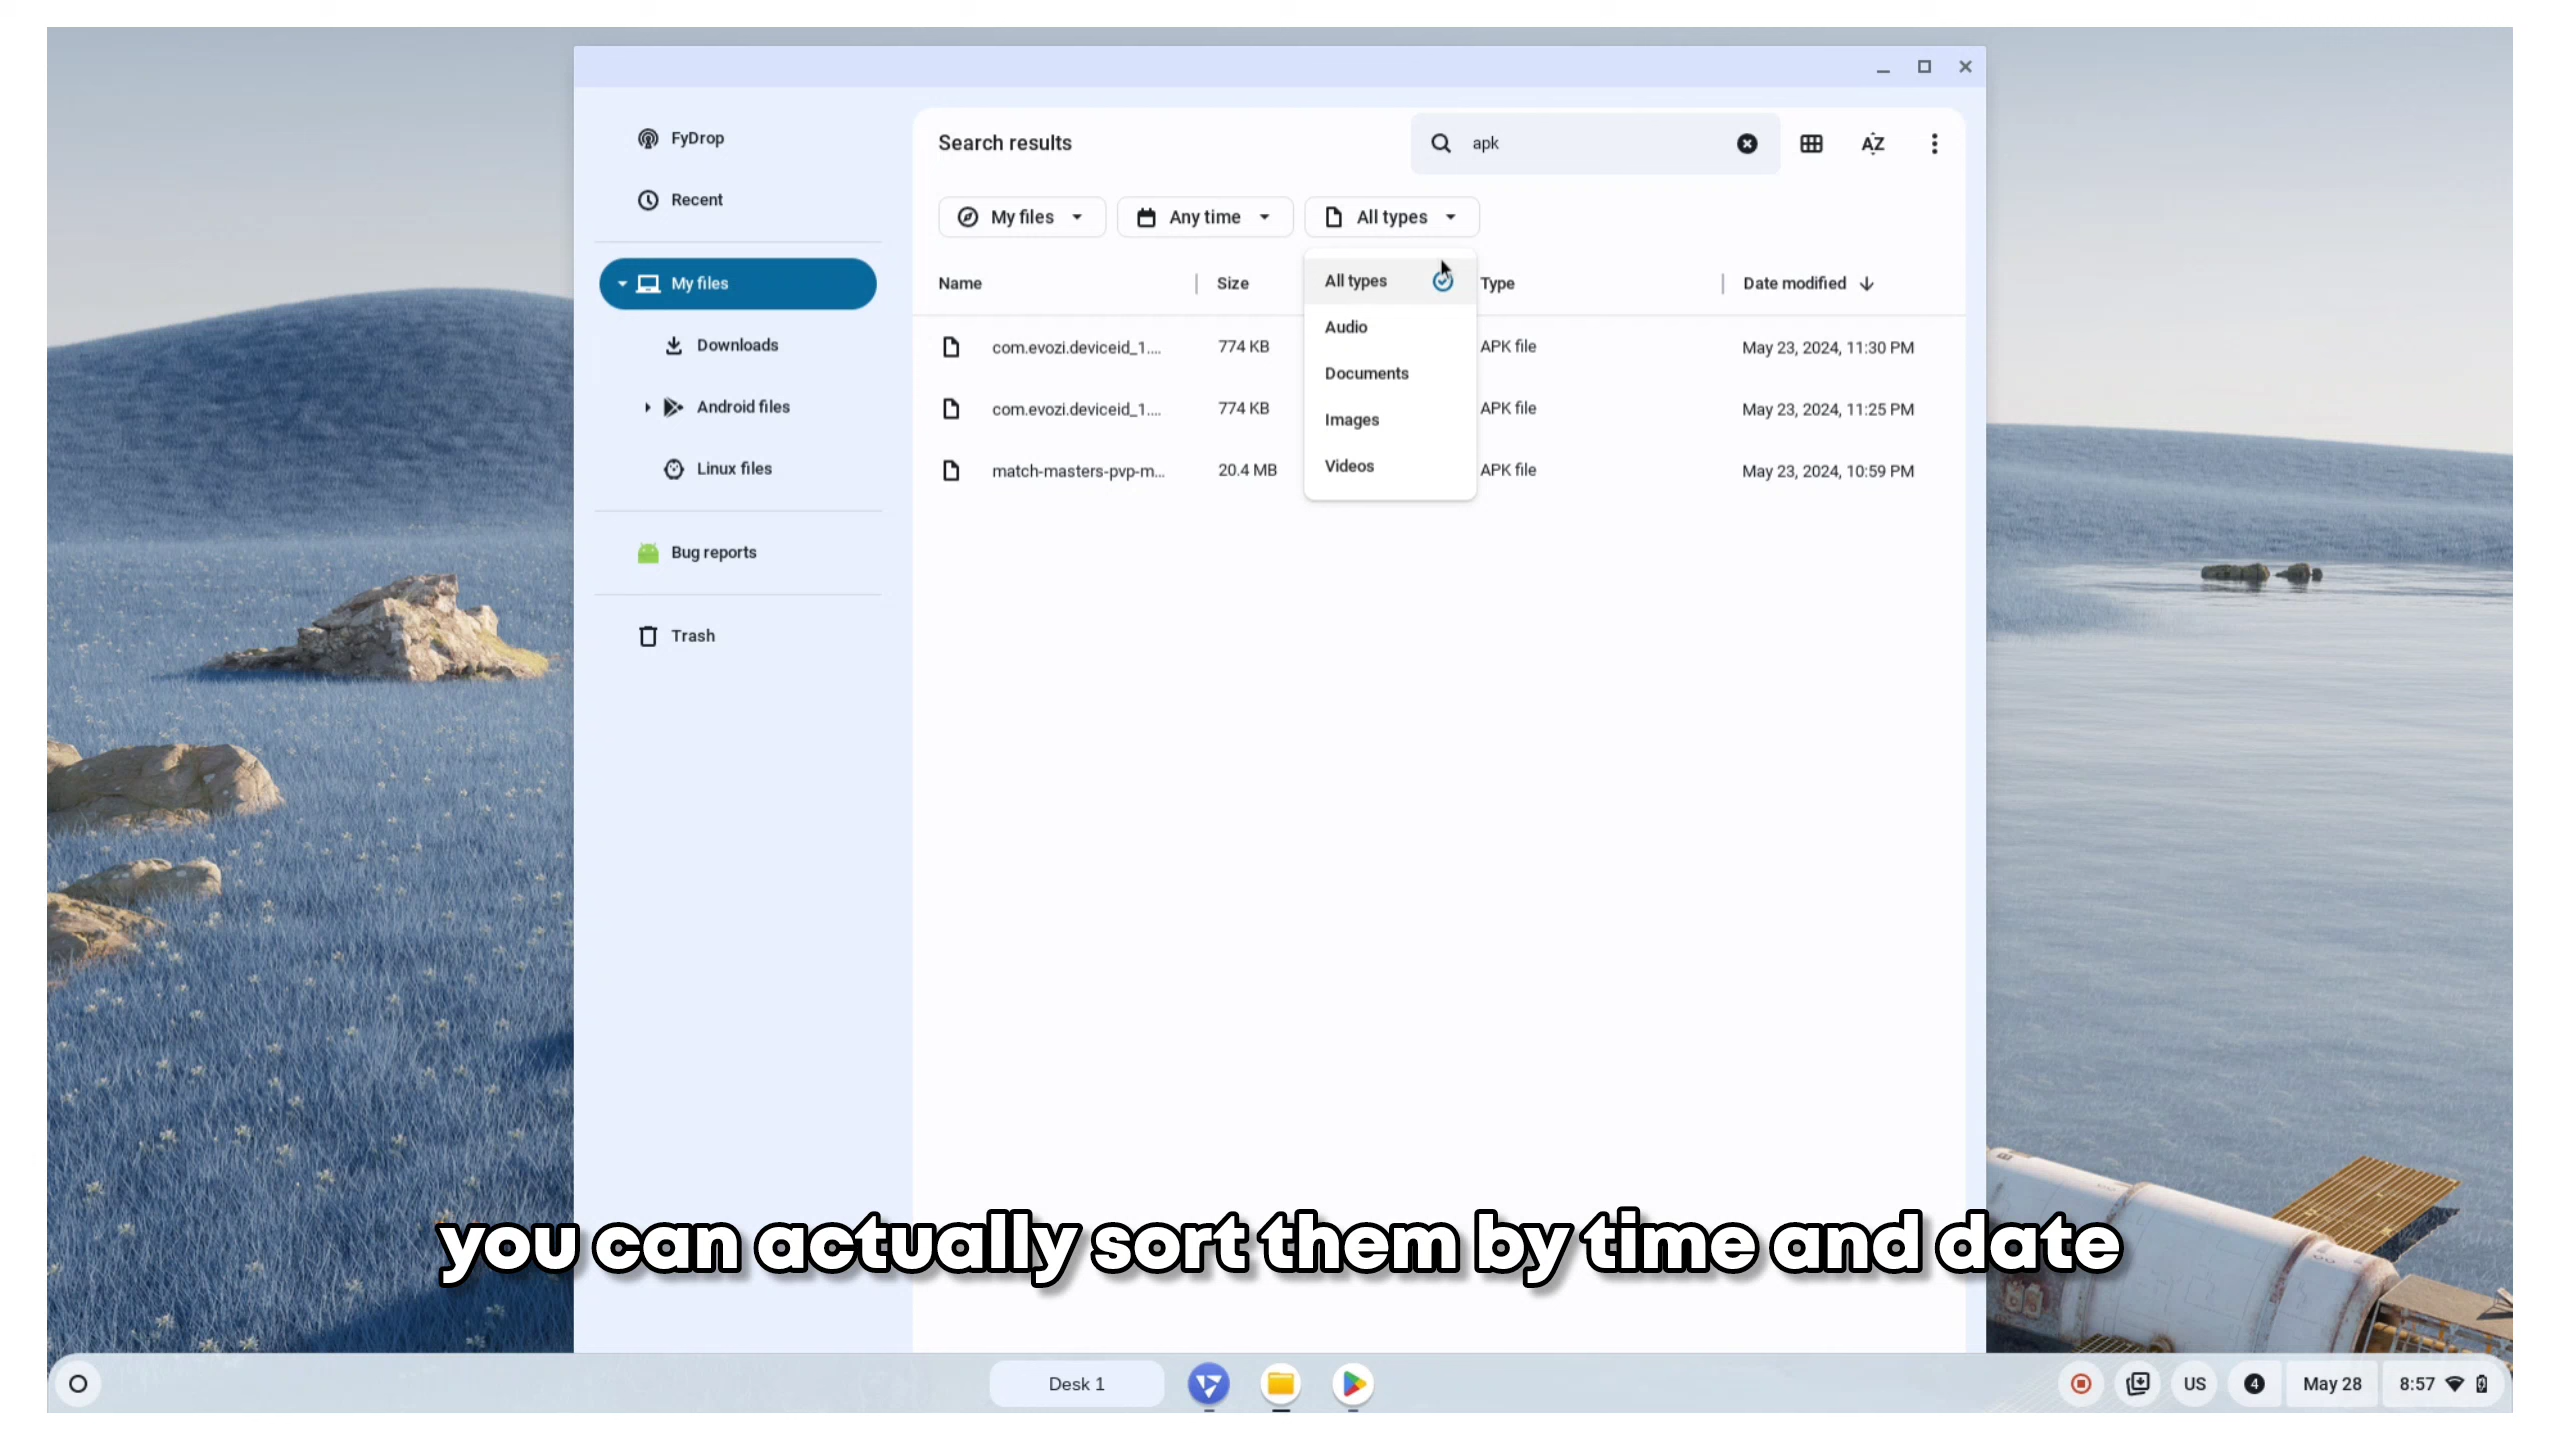 FyDrop
Recent
My files
Downloads
Android files
Linux files
Bug reports
Trash
Search results
apk
AZ
My files
Any time
All types
Name
Size
Type
Date modified
All types
Audio
Documents
Images
Videos
com.evozi.deviceid_1.... 774 KB APK file May 23, 2024, 11:30 PM
com.evozi.deviceid_1.... 774 KB APK file May 23, 2024, 11:25 PM
match-masters-pvp-m... 20.4 MB APK file May 23, 2024, 10:59 PM
you can actually sort them by time and date
Desk 1
US
4
May 28
8:57